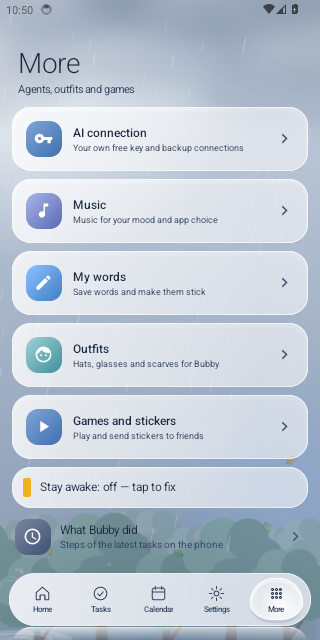 10:50
More
Agents, outfits and games
AI connection
Your own free key and backup connections
Music
Music for your mood and app choice
My words
Save words and make them stick
Outfits
Hats, glasses and scarves for Bubby
Games and stickers
Play and send stickers to friends
Stay awake: off — tap to fix
What Bubby did
Steps of the latest tasks on the phone
Home Tasks Calendar Settings More